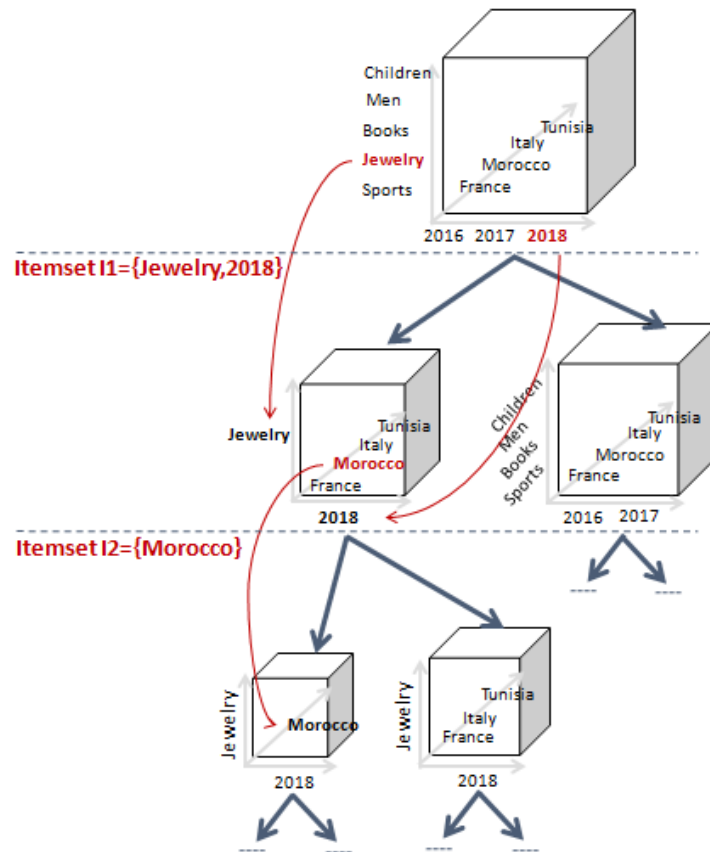 Children
Men
Books
Jewelry
Sports
Tunisia
Italy
Morocco
France
2016 2017 2018
Itemset I1={Jewelry,2018}
Jewelry
Tunisia
Italy
Morocco
France
2018
Children
Men
Books
Sports
Tunisia
Italy
Morocco
France
2016 2017
Itemset I2={Morocco}
Jewelry
Morocco
2018
Jewelry
Tunisia
Italy
France
2018